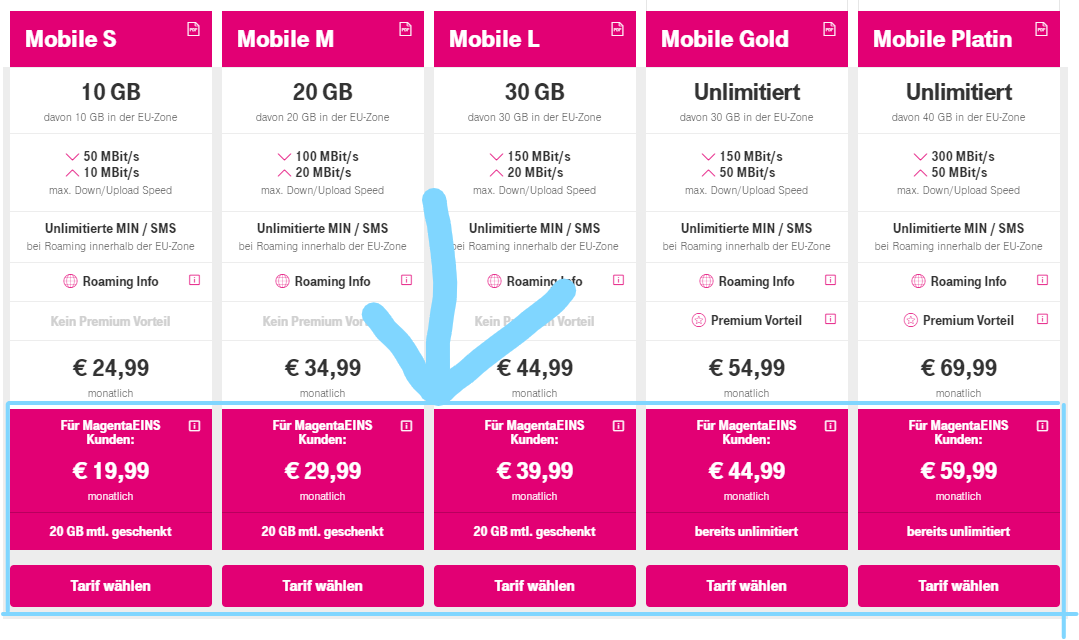 Mobile S
10 GB
davon 10 GB in der EU-Zone
50 MBit/s
10 MBit/s
max. Down/Upload Speed
Unlimitierte MIN / SMS
bei Roaming innerhalb der EU-Zone
Roaming Info
Kein Premium Vorteil
€ 24,99
monatlich
Für MagentaEINS
Kunden:
€ 19,99
monatlich
20 GB mtl. geschenkt
Tarif wählen
Mobile M
20 GB
davon 20 GB in der EU-Zone
100 MBit/s
20 MBit/s
max. Down/Upload Speed
Unlimitierte MIN / SMS
bei Roaming innerhalb der EU-Zone
Roaming Info
Kein Premium
€ 34,99
monatlich
Für MagentaEINS
Kunden:
€ 29,99
monatlich
20 GB mtl. geschenkt
Tarif wählen
Mobile L
30 GB
davon 30 GB in der EU-Zone
150 MBit/s
20 MBit/s
max. Down/Upload Speed
Unlimitierte MIN / SMS
bei Roaming innerhalb der EU-Zone
Roaming Info
Kein Premium Vorteil
€ 44,99
monatlich
Für MagentaEINS
Kunden:
€ 39,99
monatlich
20 GB mtl. geschenkt
Tarif wählen
Mobile Gold
Unlimitiert
davon 30 GB in der EU-Zone
150 MBit/s
50 MBit/s
max. Down/Upload Speed
Unlimitierte MIN / SMS
bei Roaming innerhalb der EU-Zone
Roaming Info
Premium Vorteil
€ 54,99
monatlich
Für MagentaEINS
Kunden:
€ 44,99
monatlich
bereits unlimitiert
Tarif wählen
Mobile Platin
Unlimitiert
davon 40 GB in der EU-Zone
300 MBit/s
50 MBit/s
max. Down/Upload Speed
Unlimitierte MIN / SMS
bei Roaming innerhalb der EU-Zone
Roaming Info
Premium Vorteil
€ 69,99
monatlich
Für MagentaEINS
Kunden:
€ 59,99
monatlich
bereits unlimitiert
Tarif wählen